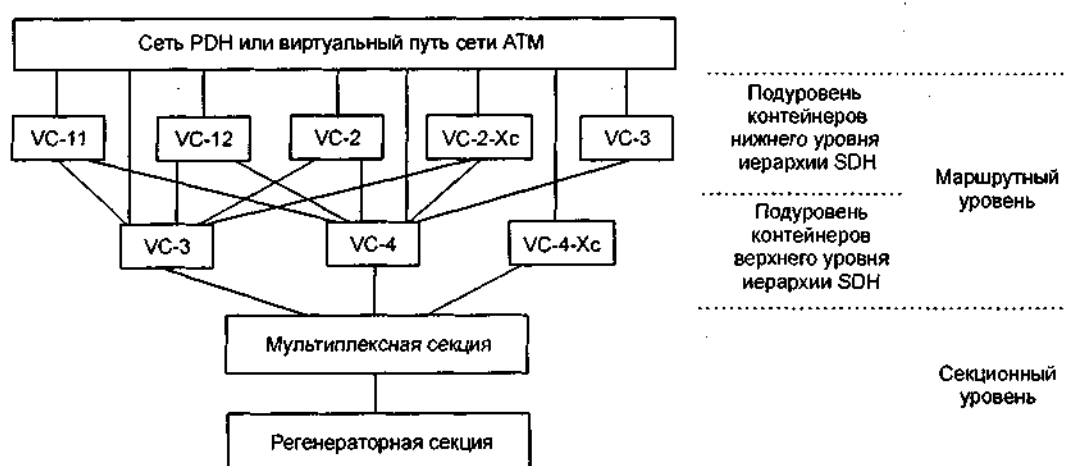 Сеть PDH или виртуальный путь сети ATM
VC-11
VC-12
VC-2
VC-2-Xc
VC-3
VC-3
VC-4
VC-4-Xc
Мультиплексная секция
Регенераторная секция
Подуровень
контейнеров
нижнего уровня
иерархии SDH
Подуровень
контейнеров
верхнего уровня
иерархии SDH
Маршрутный
уровень
Секционный
уровень